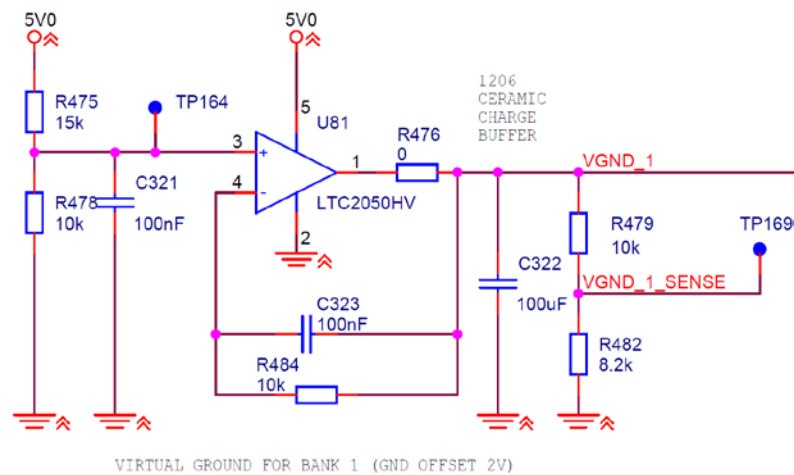 5V0
5V0
R475
15k
TP164
1206
CERAMIC
CHARGE
BUFFER
5
U81
R476
0
3
+
1
VGND_1
4
-
R478
10k
C321
100nF
LTC2050HV
2
R479
10k
TP169
C322
100uF
VGND_1_SENSE
C323
100nF
R484
10k
R482
8.2k
VIRTUAL GROUND FOR BANK 1 (GND OFFSET 2V)